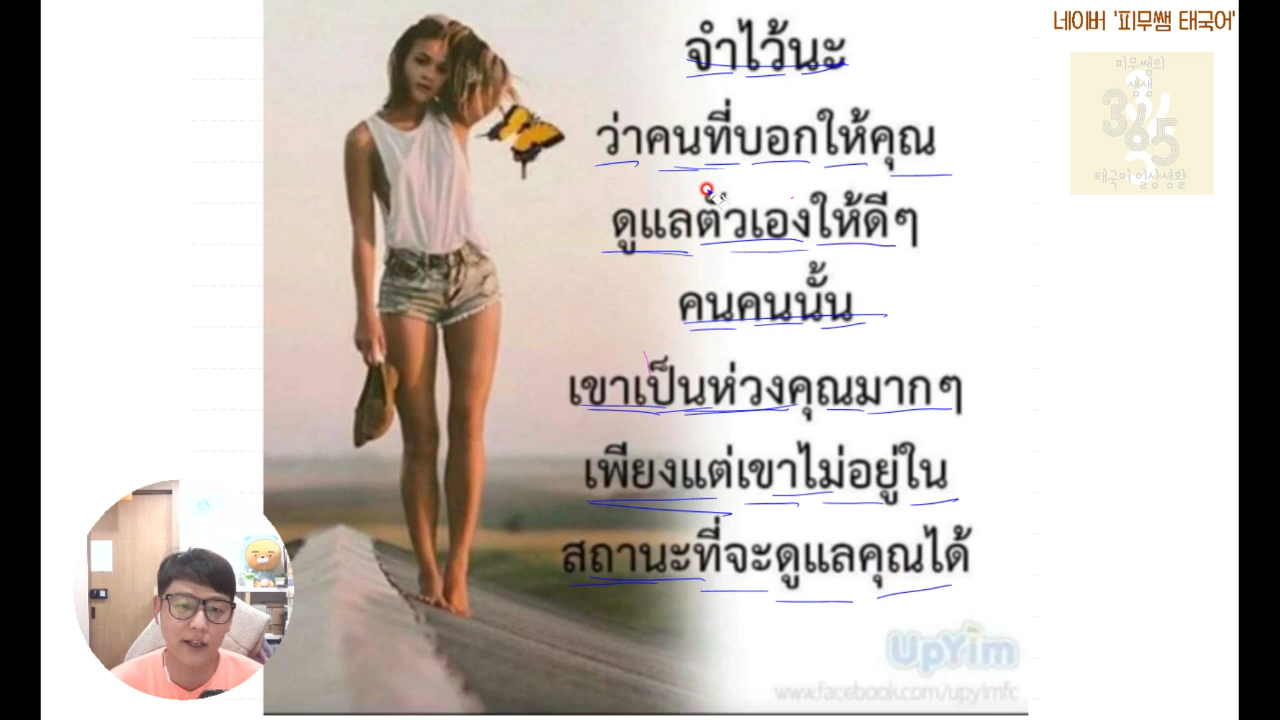 네이버 '피무쌤 태국어'
피무쌤의
생생
365
태국어 일상생활
จำไว้นะ
ว่าคนที่บอกให้คุณ
ดูแลตัวเองให้ดีๆ
คนคนนั้น
เขาเป็นห่วงคุณมากๆ
เพียงแต่เขาไม่อยู่ใน
สถานะที่จะดูแลคุณได้
UpYim
www.facebook.com/upyimfc